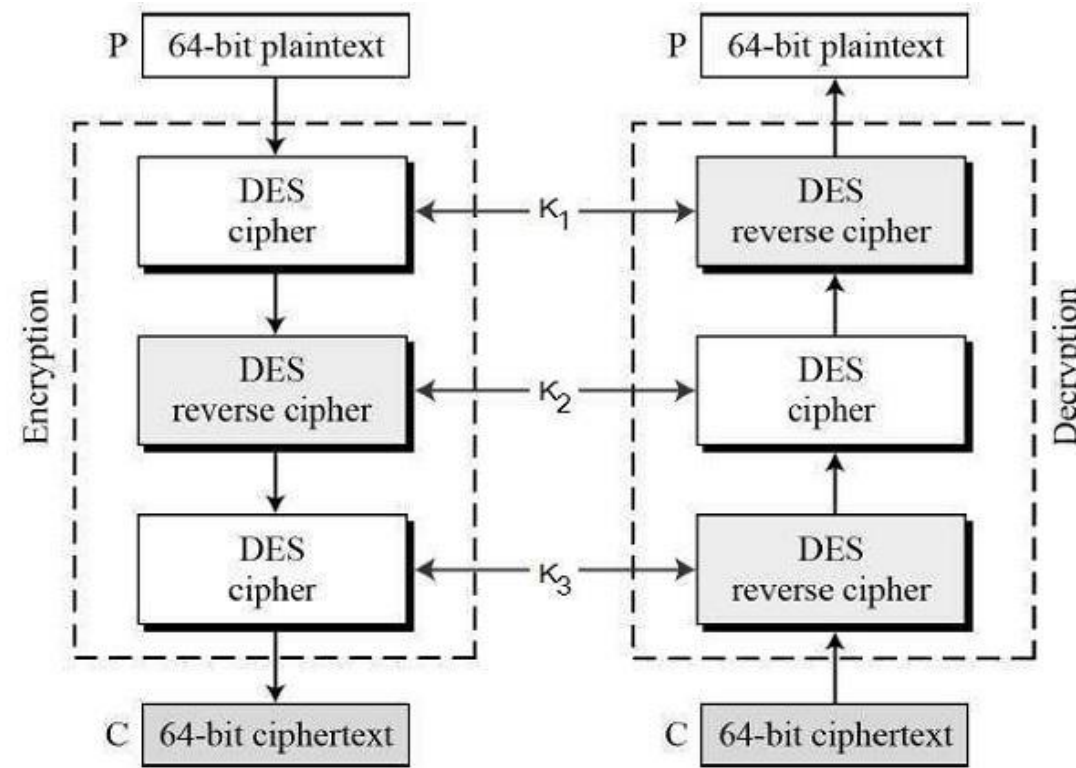 P 64-bit plaintext
P 64-bit plaintext
Encryption
DES
cipher
K1
DES
reverse cipher
DES
reverse cipher
K2
DES
cipher
DES
cipher
K3
DES
reverse cipher
Decryption
C 64-bit ciphertext
C 64-bit ciphertext